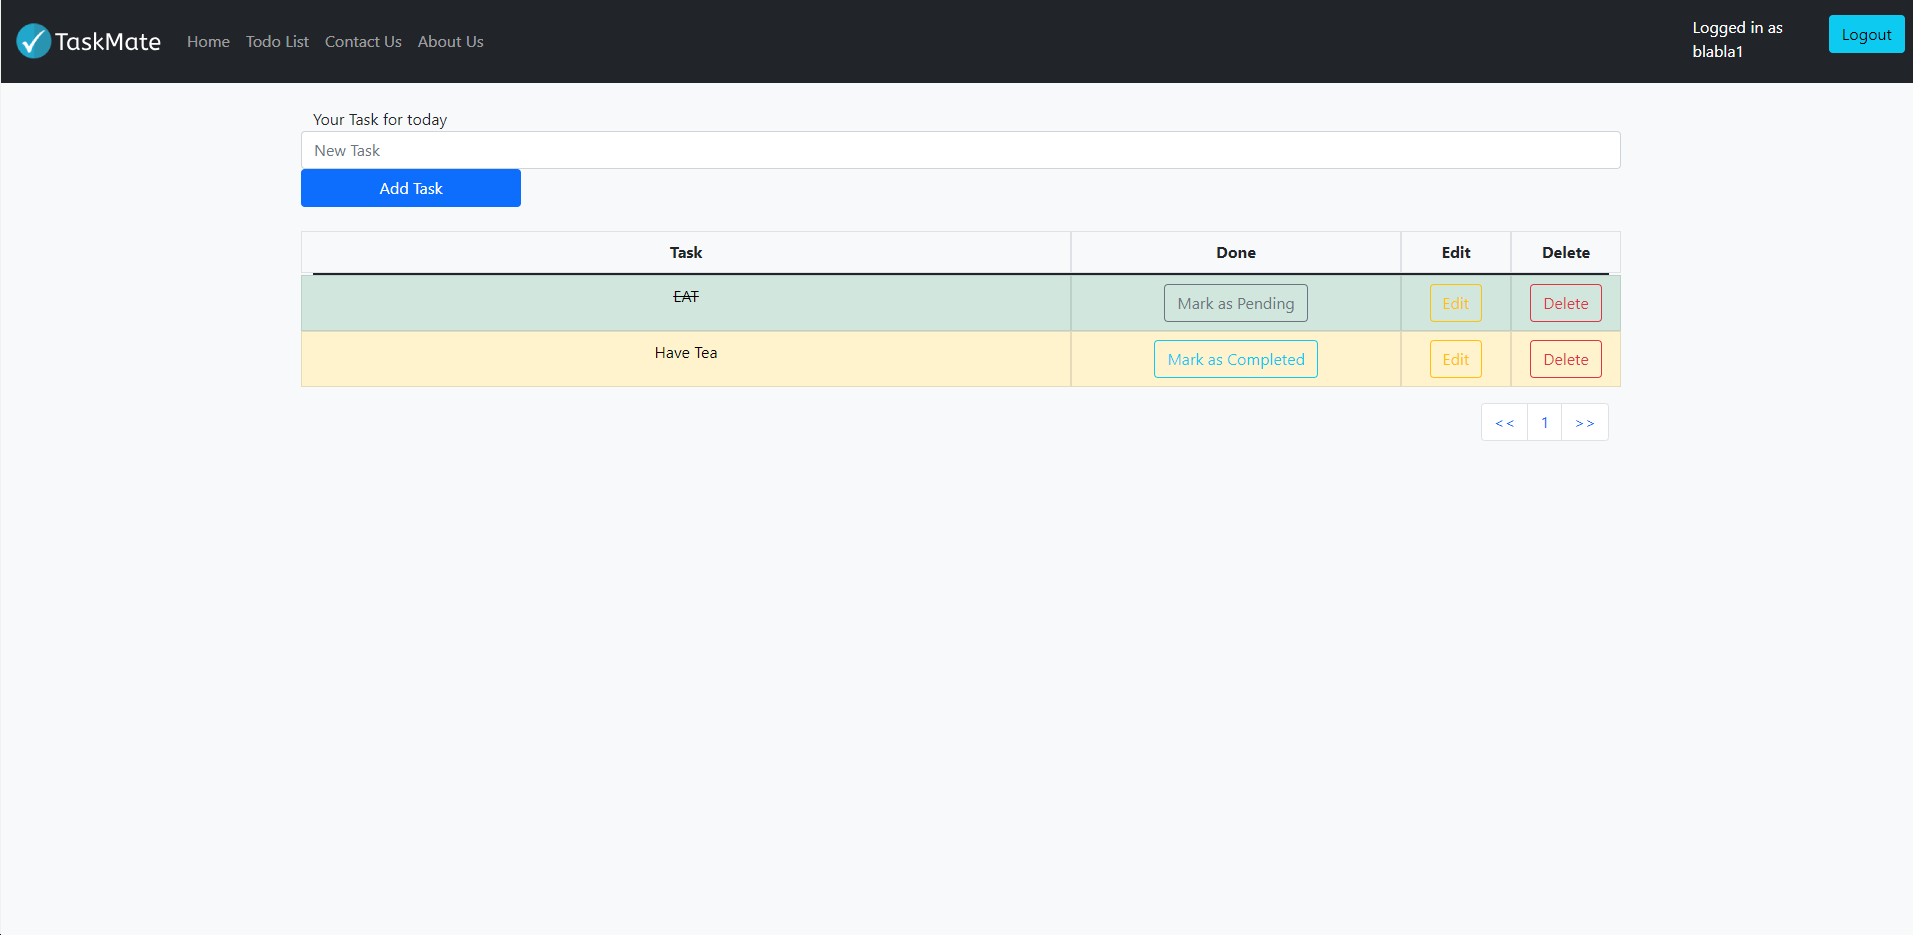 TaskMate Home Todo List Contact Us About Us Logged in as Logout
blabla1
Your Task for today
New Task
Add Task
Task Done Edit Delete
EAT Mark as Pending Edit Delete
Have Tea Mark as Completed Edit Delete
<< 1 >>